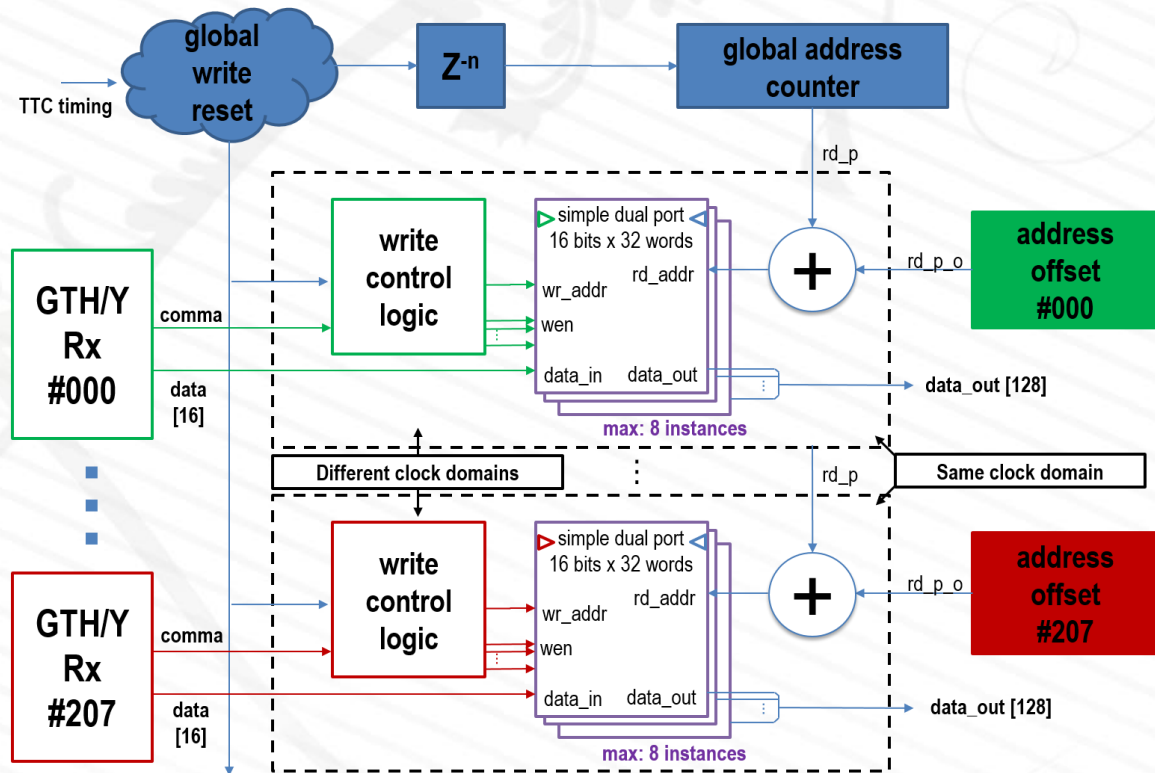 global
write
reset
Z-n
global address
counter
TTC timing
rd_p
write
control
logic
simple dual port
16 bits x 32 words
rd_addr
wr_addr
wen
data_in data_out
+
rd_p_o
address
offset
#000
GTH/Y
Rx
#000
comma
data
[16]
data_out [128]
max: 8 instances
Different clock domains
rd_p
Same clock domain
write
control
logic
simple dual port
16 bits x 32 words
rd_addr
wr_addr
wen
data_in data_out
+
rd_p_o
address
offset
#207
GTH/Y
Rx
#207
comma
data
[16]
data_out [128]
max: 8 instances